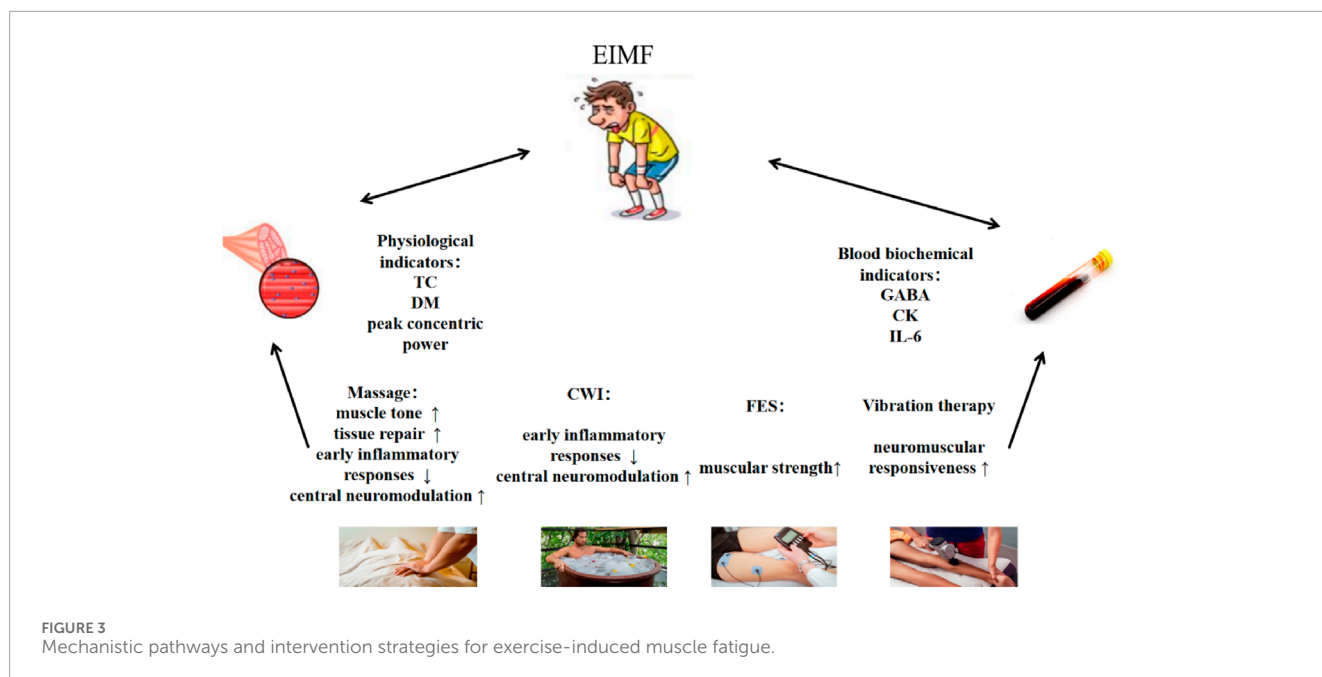 EIMF
Physiological
indicators:
TC
DM
peak concentric
power
Blood biochemical
indicators:
GABA
CK
IL-6
Massage:
muscle tone ↑
tissue repair ↑
early inflammatory
responses ↓
central neuromodulation ↑
CWI:
early inflammatory
responses ↓
central neuromodulation ↑
FES:
muscular strength↑
Vibration therapy
neuromuscular
responsiveness ↑
FIGURE 3
Mechanistic pathways and intervention strategies for exercise-induced muscle fatigue.